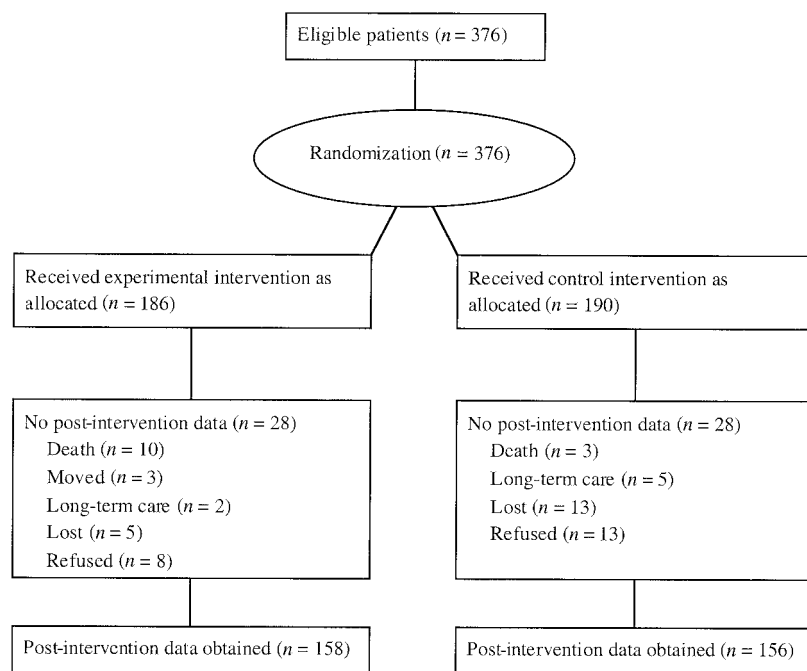 Eligible patients (n = 376)
Randomization (n = 376)
Received experimental intervention as
allocated (n = 186)
Received control intervention as
allocated (n = 190)
No post-intervention data (n = 28)
Death (n = 10)
Moved (n = 3)
Long-term care (n = 2)
Lost (n = 5)
Refused (n = 8)
No post-intervention data (n = 28)
Death (n = 3)
Long-term care (n = 5)
Lost (n = 13)
Refused (n = 13)
Post-intervention data obtained (n = 158)
Post-intervention data obtained (n = 156)